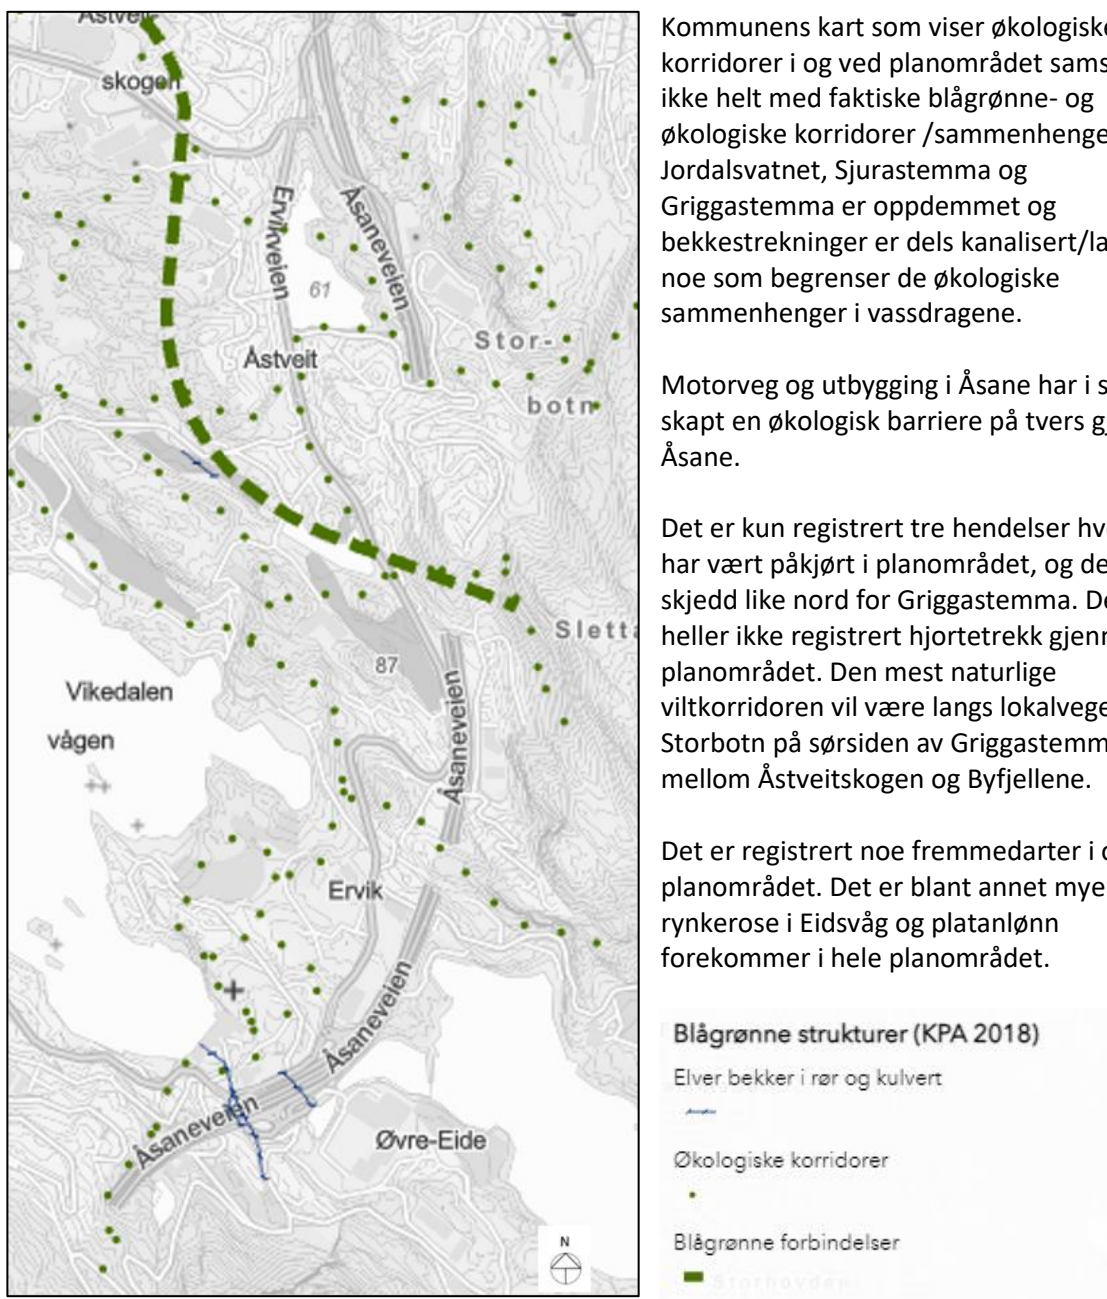 Åstveit-
skogen
Ervikveien
Åsaneveien
61
Åstveit
Stor-
botn
87
Vikedalen
vågen
Åsaneveien
Ervik
Åsaneveien
Åsaneveien
Øvre-Eide
N
Kommunens kart som viser økologiske
korridorer i og ved planområdet sams
ikke helt med faktiske blågrønne- og
økologiske korridorer /sammenhenge
Jordalsvatnet, Sjurastemma og
Griggastemma er oppdemmet og
bekkestrekninger er dels kanalisert/la
noe som begrenser de økologiske
sammenhenger i vassdragene.
Motorveg og utbygging i Åsane har i s
skapt en økologisk barriere på tvers gj
Åsane.
Det er kun registrert tre hendelser hv
har vært påkjørt i planområdet, og de
skjedd like nord for Griggastemma. De
heller ikke registrert hjortetrekk gjenn
planområdet. Den mest naturlige
viltkorridoren vil være langs lokalvege
Storbotn på sørsiden av Griggastemm
mellom Åstveitskogen og Byfjellene.
Det er registrert noe fremmedarter i d
planområdet. Det er blant annet mye
rynkerose i Eidsvåg og platanlønn
forekommer i hele planområdet.
Blågrønne strukturer (KPA 2018)
Elver bekker i rør og kulvert
Økologiske korridorer
Blågrønne forbindelser